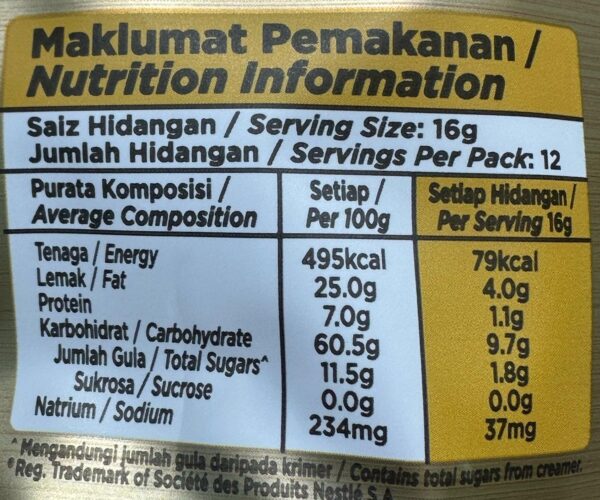 Maklumat Pemakanan /
Nutrition Information
Saiz Hidangan / Serving Size: 16g
Jumlah Hidangan / Servings Per Pack: 12
Purata Komposisi / Average Composition Setiap / Per 100g Setiap Hidangan / Per Serving 16g
Tenaga / Energy 495kcal 79kcal
Lemak / Fat 25.0g 4.0g
Protein 7.0g 1.1g
Karbohidrat / Carbohydrate 60.5g 9.7g
Jumlah Gula / Total Sugars^ 11.5g 1.8g
Sukrosa / Sucrose 0.0g 0.0g
Natrium / Sodium 234mg 37mg
^ Mengandungi jumlah gula daripada krimer / Contains total sugars from creamer.
®Reg. Trademark of Société des Produits Nestlé S.A.